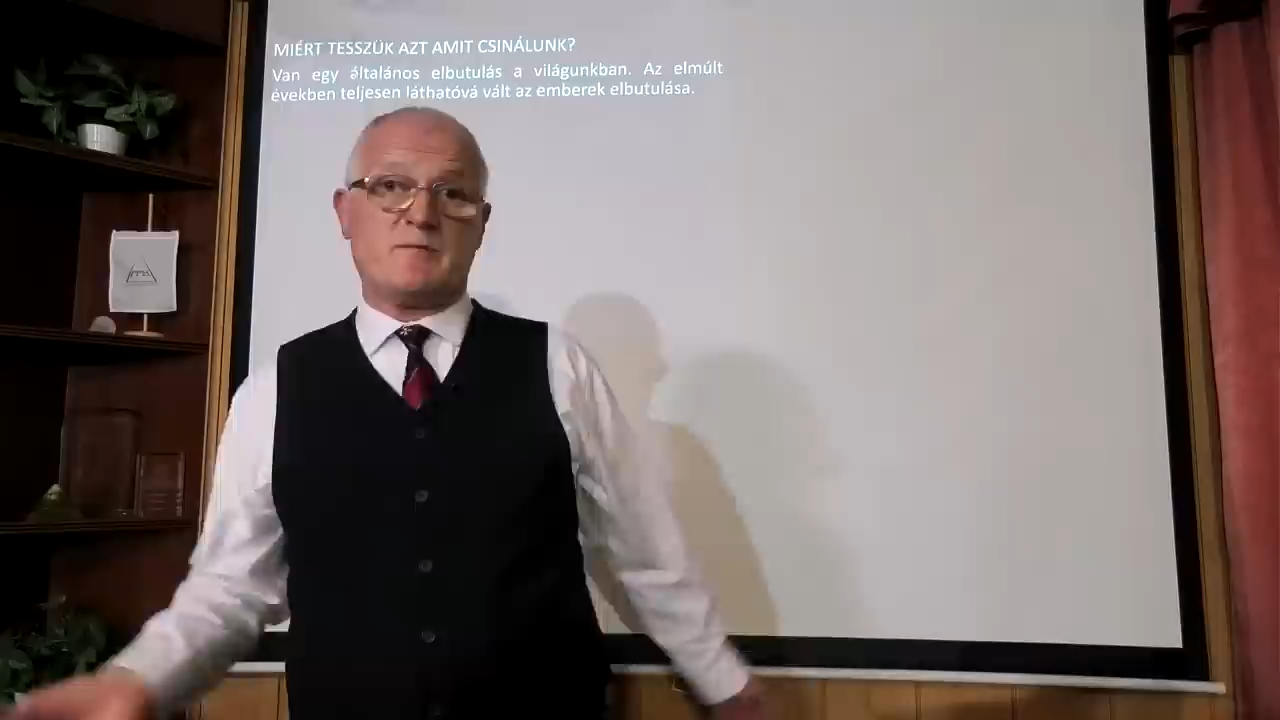 MIÉRT TESSZÜK AZT AMIT CSINÁLUNK?
Van egy általános elbutulás a világunkban. Az elmúlt
években teljesen láthatóvá vált az emberek elbutulása.